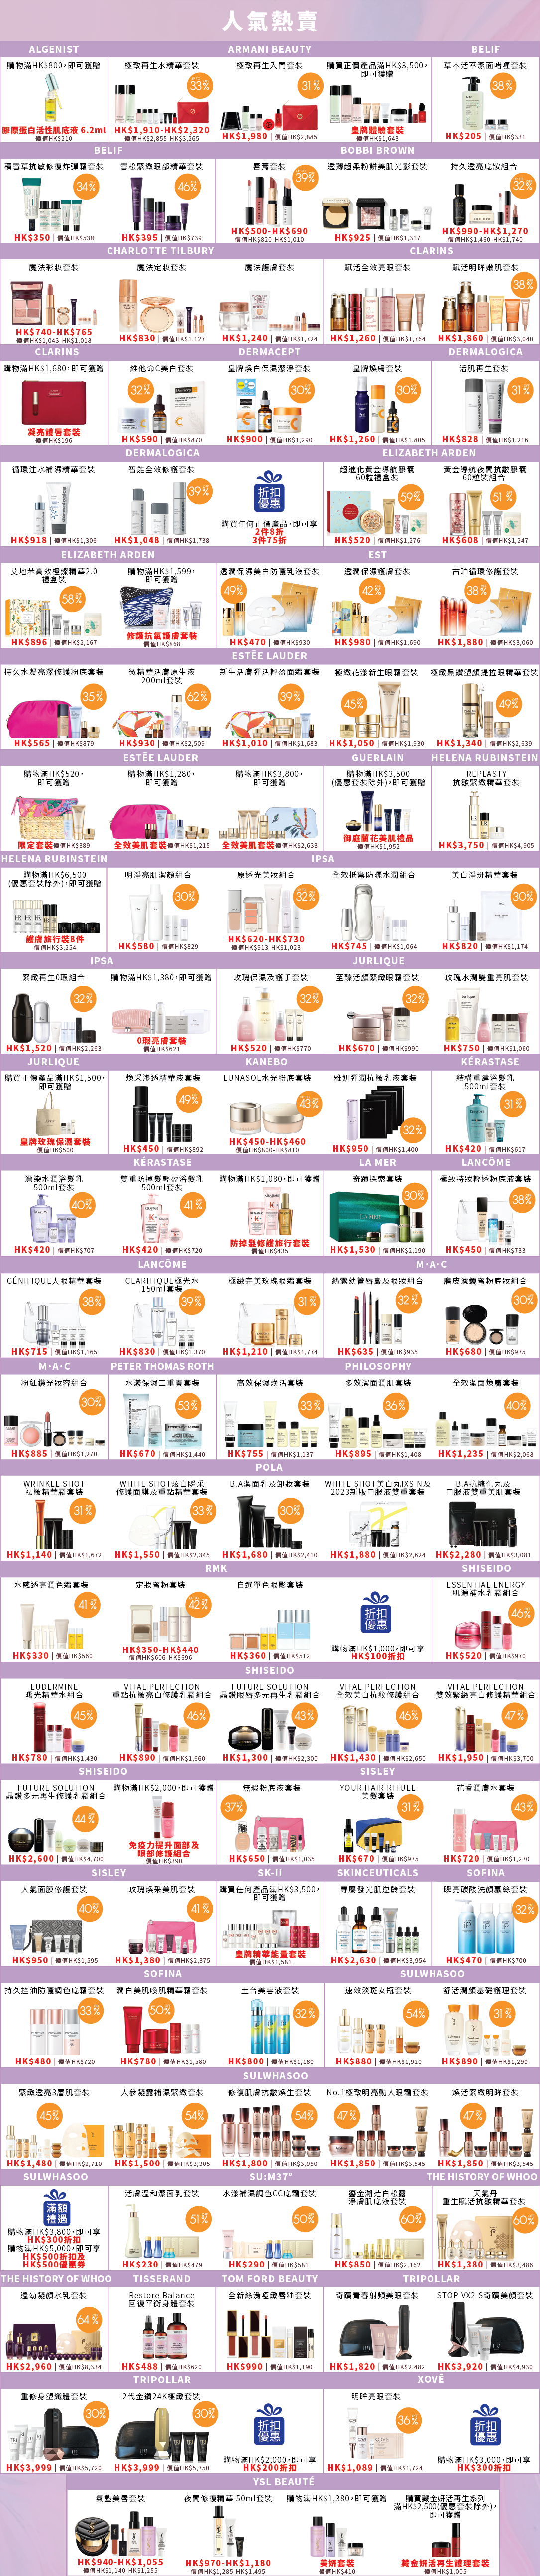 人氣熱賣
ALGENIST
ARMANI BEAUTY
BELIF
購物滿HK$800，即可獲贈
膠原蛋白活性肌底液 6.2ml
價值HK$210
極致再生水精華套裝
33%
HK$1,910-HK$2,320
價值HK$2,855-HK$3,265
極致再生入門套裝
31%
HK$1,980 | 價值HK$2,885
購買正價產品滿HK$3,500，
即可獲贈
皇牌體驗套裝
價值HK$1,643
草本活萃潔面啫喱套裝
38%
HK$205 | 價值HK$331
BELIF
BOBBI BROWN
積雪草抗敏修復炸彈霜套裝
34%
HK$350 | 價值HK$538
雪松緊緻眼部精華套裝
46%
HK$395 | 價值HK$739
唇膏套裝
39%
HK$500-HK$690
價值HK$820-HK$1,010
透薄超柔粉餅美肌光影套裝
HK$925 | 價值HK$1,317
持久透亮底妝組合
32%
HK$990-HK$1,270
價值HK$1,460-HK$1,740
CHARLOTTE TILBURY
CLARINS
魔法彩妝套裝
HK$740-HK$765
價值HK$1,043-HK$1,018
魔法定妝套裝
HK$830 | 價值HK$1,127
魔法護膚套裝
HK$1,240 | 價值HK$1,724
賦活全效亮眼套裝
HK$1,260 | 價值HK$1,764
賦活明眸嫩肌套裝
38%
HK$1,860 | 價值HK$3,040
CLARINS
DERMACEPT
DERMALOGICA
購物滿HK$1,680，即可獲贈
凝亮護唇套裝
價值HK$196
維他命C美白套裝
32%
HK$590 | 價值HK$870
皇牌煥白保濕潔淨套裝
30%
HK$900 | 價值HK$1,290
皇牌煥膚套裝
30%
HK$1,260 | 價值HK$1,805
活肌再生套裝
31%
HK$828 | 價值HK$1,216
DERMALOGICA
ELIZABETH ARDEN
循環注水補濕精華套裝
HK$918 | 價值HK$1,306
智能全效修護套裝
39%
HK$1,048 | 價值HK$1,738
折扣
優惠
購買任何正價產品，即可享
2件8折
3件75折
超進化黃金導航膠囊
60粒禮盒裝
59%
HK$520 | 價值HK$1,276
黃金導航夜間抗皺膠囊
60粒裝組合
51%
HK$608 | 價值HK$1,247
ELIZABETH ARDEN
EST
艾地苯高效橙燦精華2.0
禮盒裝
58%
HK$896 | 價值HK$2,167
購物滿HK$1,599，
即可獲贈
修護抗氧護膚套裝
價值HK$868
透潤保濕美白防曬乳液套裝
49%
HK$470 | 價值HK$930
透潤保濕護膚套裝
42%
HK$980 | 價值HK$1,690
古珀循環修護套裝
38%
HK$1,880 | 價值HK$3,060
ESTĒE LAUDER
持久水凝亮澤修護粉底套裝
35%
HK$565 | 價值HK$879
微精華活膚原生液
200ml套裝
62%
HK$930 | 價值HK$2,509
新生活膚彈活輕盈面霜套裝
39%
HK$1,010 | 價值HK$1,683
極緻花漾新生眼霜套裝
45%
HK$1,050 | 價值HK$1,930
極緻黑鑽塑顏提拉眼精華套裝
49%
HK$1,340 | 價值HK$2,639
ESTĒE LAUDER
GUERLAIN
HELENA RUBINSTEIN
購物滿HK$520，
即可獲贈
限定套裝價值HK$389
購物滿HK$1,280，
即可獲贈
全效美肌套裝價值HK$1,215
購物滿HK$3,800，
即可獲贈
全效美肌套裝價值HK$2,633
購物滿HK$3,500
(優惠套裝除外)，即可獲贈
御庭蘭花美肌禮品
價值HK$1,952
REPLASTY
抗皺緊緻精華套裝
HK$3,750 | 價值HK$4,905
HELENA RUBINSTEIN
IPSA
購物滿HK$6,500
(優惠套裝除外)，即可獲贈
護膚旅行裝8件
價值HK$3,254
明淨亮肌潔顏組合
30%
HK$580 | 價值HK$829
原透光美妝組合
32%
HK$620-HK$730
價值HK$913-HK$1,023
全效抵禦防曬水潤組合
HK$745 | 價值HK$1,064
美白淨斑精華套裝
30%
HK$820 | 價值HK$1,174
IPSA
JURLIQUE
緊緻再生0瑕組合
32%
HK$1,520 | 價值HK$2,263
購物滿HK$1,380，即可獲贈
0瑕亮膚套裝
價值HK$621
玫瑰保濕及護手套裝
32%
HK$520 | 價值HK$770
至臻活顏緊緻眼霜套裝
32%
HK$670 | 價值HK$990
玫瑰水潤雙重亮肌套裝
HK$750 | 價值HK$1,060
JURLIQUE
KANEBO
KÉRASTASE
購買正價產品滿HK$1,500，
即可獲贈
皇牌玫瑰保濕套裝
價值HK$500
煥采滲透精華液套裝
49%
HK$450 | 價值HK$892
LUNASOL水光粉底套裝
43%
HK$450-HK$460
價值HK$800-HK$810
雅妍彈潤抗皺乳液套裝
32%
HK$950 | 價值HK$1,400
結構重建浴髮乳
500ml套裝
31%
HK$420 | 價值HK$617
KÉRASTASE
LA MER
LANCÔME
漂染水潤浴髮乳
500ml套裝
40%
HK$420 | 價值HK$707
雙重防掉髮輕盈浴髮乳
500ml套裝
41%
HK$420 | 價值HK$720
購物滿HK$1,080，即可獲贈
防掉髮修護旅行套裝
價值HK$435
奇蹟探索套裝
30%
HK$1,530 | 價值HK$2,190
極致持妝輕透粉底液套裝
38%
HK$450 | 價值HK$733
LANCÔME
M·A·C
GÉNIFIQUE大眼精華套裝
38%
HK$715 | 價值HK$1,165
CLARIFIQUE極光水
150ml套裝
39%
HK$830 | 價值HK$1,370
極緻完美玫瑰眼霜套裝
31%
HK$1,210 | 價值HK$1,774
絲霧幼管唇膏及眼妝組合
32%
HK$635 | 價值HK$935
磨皮濾鏡蜜粉底妝組合
30%
HK$680 | 價值HK$975
M·A·C
PETER THOMAS ROTH
PHILOSOPHY
粉紅鑽光妝容組合
30%
HK$885 | 價值HK$1,270
水漾保濕三重奏套裝
53%
HK$670 | 價值HK$1,440
高效保濕煥活套裝
33%
HK$755 | 價值HK$1,137
多效潔面潤肌套裝
36%
HK$895 | 價值HK$1,408
全效潔面煥膚套裝
40%
HK$1,235 | 價值HK$2,068
POLA
WRINKLE SHOT
祛皺精華霜套裝
31%
HK$1,140 | 價值HK$1,672
WHITE SHOT炫白瞬采
修護面膜及重點精華套裝
33%
HK$1,550 | 價值HK$2,345
B.A潔面乳及卸妝套裝
30%
HK$1,680 | 價值HK$2,410
WHITE SHOT美白丸IXS N及
2023新版口服液雙重套裝
HK$1,880 | 價值HK$2,624
B.A抗糖化丸及
口服液雙重美肌套裝
HK$2,280 | 價值HK$3,081
RMK
SHISEIDO
水感透亮潤色霜套裝
41%
HK$330 | 價值HK$560
定妝蜜粉套裝
42%
HK$350-HK$440
價值HK$606-HK$696
自選單色眼影套裝
HK$360 | 價值HK$512
折扣
優惠
購物滿HK$1,000，即可享
HK$100折扣
ESSENTIAL ENERGY
肌源補水乳霜組合
46%
HK$520 | 價值HK$970
SHISEIDO
EUDERMINE
曙光精華水組合
45%
HK$780 | 價值HK$1,430
VITAL PERFECTION
重點抗皺亮白修護乳霜組合
46%
HK$890 | 價值HK$1,660
FUTURE SOLUTION
晶鑽眼唇多元再生乳霜組合
43%
HK$1,300 | 價值HK$2,300
VITAL PERFECTION
全效美白抗紋修護組合
46%
HK$1,430 | 價值HK$2,650
VITAL PERFECTION
雙效緊緻亮白修護精華組合
47%
HK$1,950 | 價值HK$3,700
SHISEIDO
SISLEY
FUTURE SOLUTION
晶鑽多元再生修護乳霜組合
44%
HK$2,600 | 價值HK$4,700
購物滿HK$2,000，即可獲贈
免疫力提升面部及
眼部修護組合
價值HK$390
無瑕粉底液套裝
37%
HK$650 | 價值HK$1,035
YOUR HAIR RITUEL
美髮套裝
31%
HK$670 | 價值HK$975
花香潤膚水套裝
43%
HK$720 | 價值HK$1,270
SISLEY
SK-II
SKINCEUTICALS
SOFINA
人氣面膜修護套裝
40%
HK$950 | 價值HK$1,595
玫瑰煥采美肌套裝
41%
HK$1,380 | 價值HK$2,375
購買任何產品滿HK$3,500，
即可獲贈
皇牌精華能量套裝
價值HK$1,581
專屬發光肌逆齡套裝
HK$2,630 | 價值HK$3,954
瞬亮碳酸洗顏慕絲套裝
32%
HK$470 | 價值HK$700
SOFINA
SULWHASOO
持久控油防曬調色底霜套裝
33%
HK$480 | 價值HK$720
潤白美肌喚肌精華霜套裝
50%
HK$780 | 價值HK$1,580
土台美容液套裝
32%
HK$800 | 價值HK$1,180
速效淡斑安瓶套裝
54%
HK$880 | 價值HK$1,920
舒活潤顏基礎護理套裝
31%
HK$890 | 價值HK$1,290
SULWHASOO
緊緻透亮3層肌套裝
45%
HK$1,480 | 價值HK$2,710
人參凝露補濕緊緻套裝
54%
HK$1,500 | 價值HK$3,305
修復肌膚抗皺煥生套裝
54%
HK$1,800 | 價值HK$3,950
No.1極致明亮動人眼霜套裝
47%
HK$1,850 | 價值HK$3,545
煥活緊緻明眸套裝
47%
HK$1,850 | 價值HK$3,545
SULWHASOO
SU:M37°
THE HISTORY OF WHOO
滿額
禮遇
購物滿HK$3,800，即可享
HK$300折扣
購物滿HK$5,000，即可享
HK$500折扣及
HK$500優惠券
活膚溫和潔面乳套裝
51%
HK$230 | 價值HK$479
水漾補濕調色CC底霜套裝
50%
HK$290 | 價值HK$581
鎏金溯茫白松露
淨膚肌底液套裝
60%
HK$850 | 價值HK$2,162
天氣丹
重生賦活抗皺精華套裝
60%
HK$1,380 | 價值HK$3,486
THE HISTORY OF WHOO
TISSERAND
TOM FORD BEAUTY
TRIPOLLAR
還幼凝顏水乳套裝
64%
HK$2,960 | 價值HK$8,334
Restore Balance
回復平衡身體套裝
HK$488 | 價值HK$620
全新絲滑啞緻唇釉套裝
HK$990 | 價值HK$1,190
奇蹟青春射頻美眼套裝
HK$1,820 | 價值HK$2,482
STOP VX2 S奇蹟美顏套裝
HK$3,920 | 價值HK$4,930
TRIPOLLAR
XOVĒ
重修身塑纖體套裝
30%
HK$3,999 | 價值HK$5,720
2代金鑽24K極緻套裝
30%
HK$3,999 | 價值HK$5,750
折扣
優惠
購物滿HK$2,000，即可享
HK$200折扣
明眸亮眼套裝
36%
HK$1,089 | 價值HK$1,724
折扣
優惠
購物滿HK$3,000，即可享
HK$300折扣
YSL BEAUTÉ
氣墊美唇套裝
HK$940-HK$1,055
價值HK$1,140-HK$1,255
夜間修復精華 50ml套裝
HK$970-HK$1,180
價值HK$1,285-HK$1,495
購物滿HK$1,380，即可獲贈
美妍套裝
價值HK$410
購買藏金妍活再生系列
滿HK$2,500(優惠套裝除外)，
即可獲贈
藏金妍活再生護理套裝
價值HK$1,005